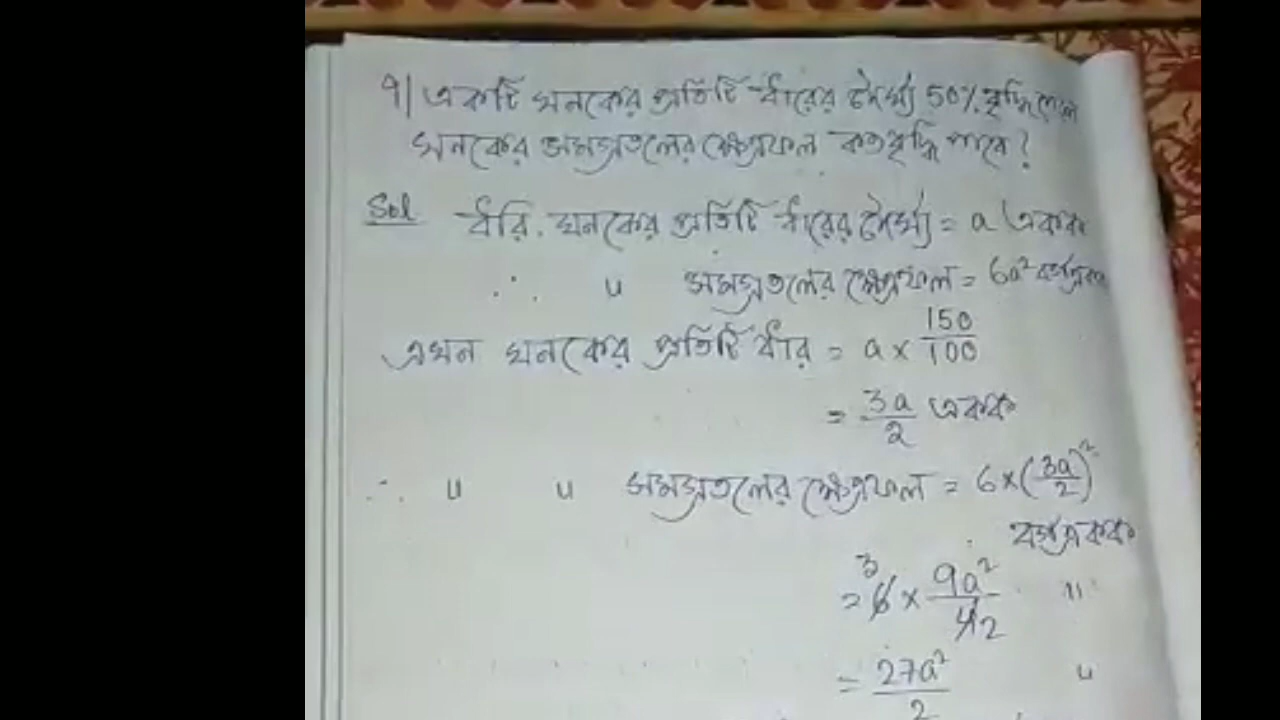 ৭| একটি ঘনকের প্রতিটি ধারের দৈর্ঘ্য 50% বৃদ্ধি পেলে
ঘনকের সমগ্রতলের ক্ষেত্রফল কত বৃদ্ধি পাবে?
Sol ধরি. ঘনকের প্রতিটি ধারের দৈর্ঘ্য = a একক
∴ u সমগ্রতলের ক্ষেত্রফল = 6a² বর্গএকক
এখন ঘনকের প্রতিটি ধার = a × 150/100
= 3a/2 একক
∴ u u সমগ্রতলের ক্ষেত্রফল = 6 × (3a/2)²
বর্গএকক
= 6 3 × 9a²/4 2 "
= 27a²/2 u